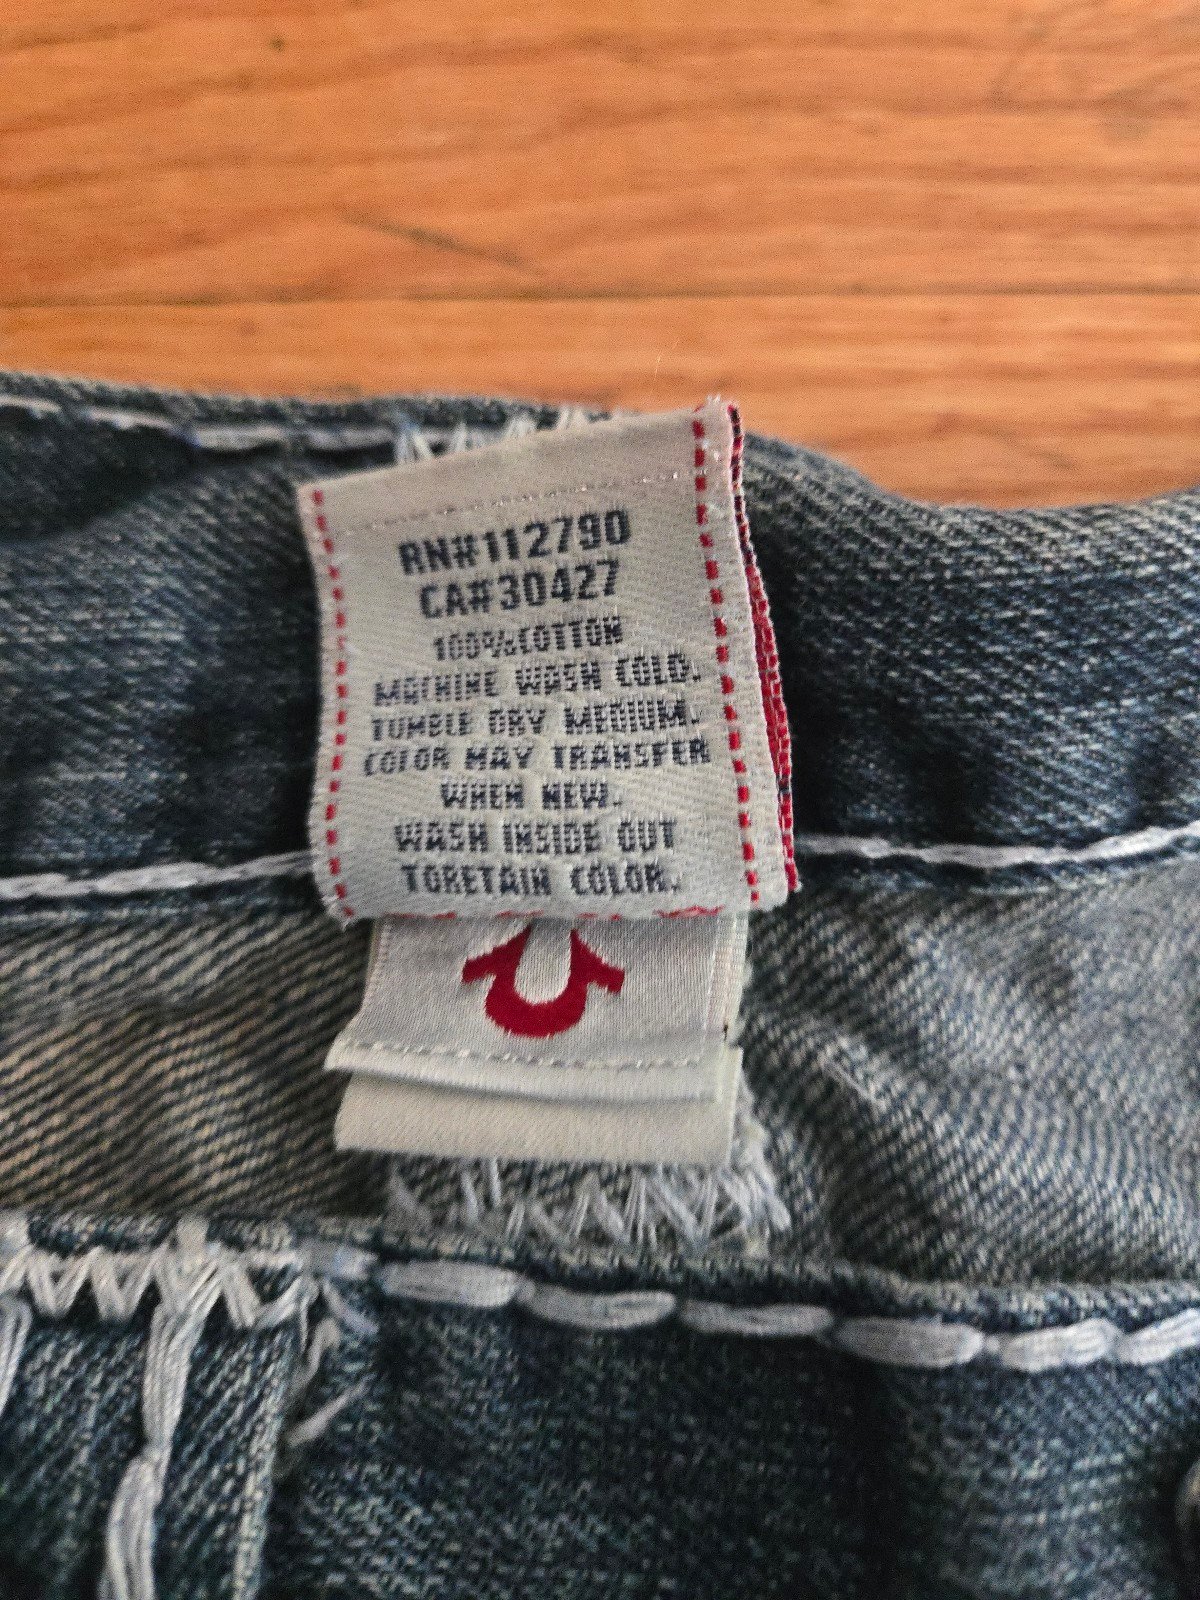 RN#112790
CA#30427
100%COTTON
MACHINE WASH COLD.
TUMBLE DRY MEDIUM.
COLOR MAY TRANSFER
WHEN NEW.
WASH INSIDE OUT
TORETAIN COLOR.